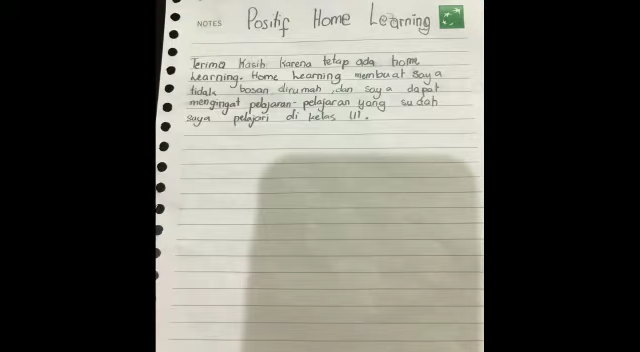 NOTES
Positif Home Learning
Terima Kasih Karena tetap ada home
Learning. Home Learning membuat saya
tidak bosan dirumah, dan saya dapat
mengingat pelajaran-pelajaran yang sudah
saya pelajari di kelas III.